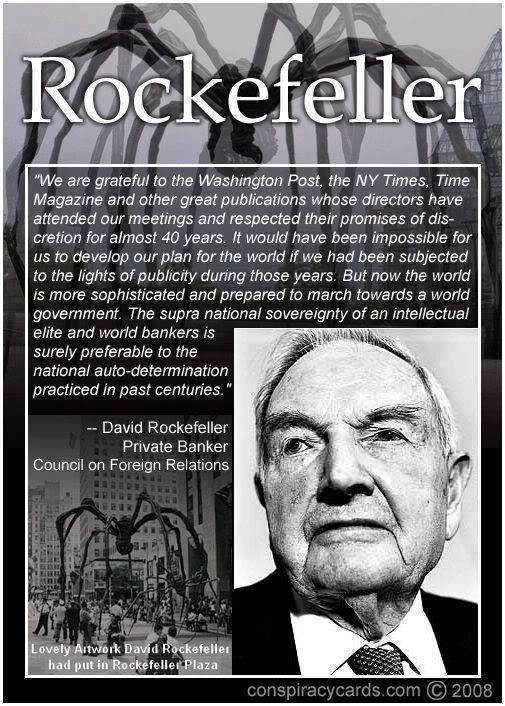 Rockefeller
"We are grateful to the Washington Post, the NY Times, Time
Magazine and other great publications whose directors have
attended our meetings and respected their promises of dis-
cretion for almost 40 years. It would have been impossible for
us to develop our plan for the world if we had been subjected
to the lights of publicity during those years. But now the world
is more sophisticated and prepared to march towards a world
government. The supra national sovereignty of an intellectual
elite and world bankers is
surely preferable to the
national auto-determination
practiced in past centuries."
-- David Rockefeller
Private Banker
Council on Foreign Relations
Lovely Artwork David Rockefeller
had put in Rockefeller Plaza
conspiracycards.com © 2008